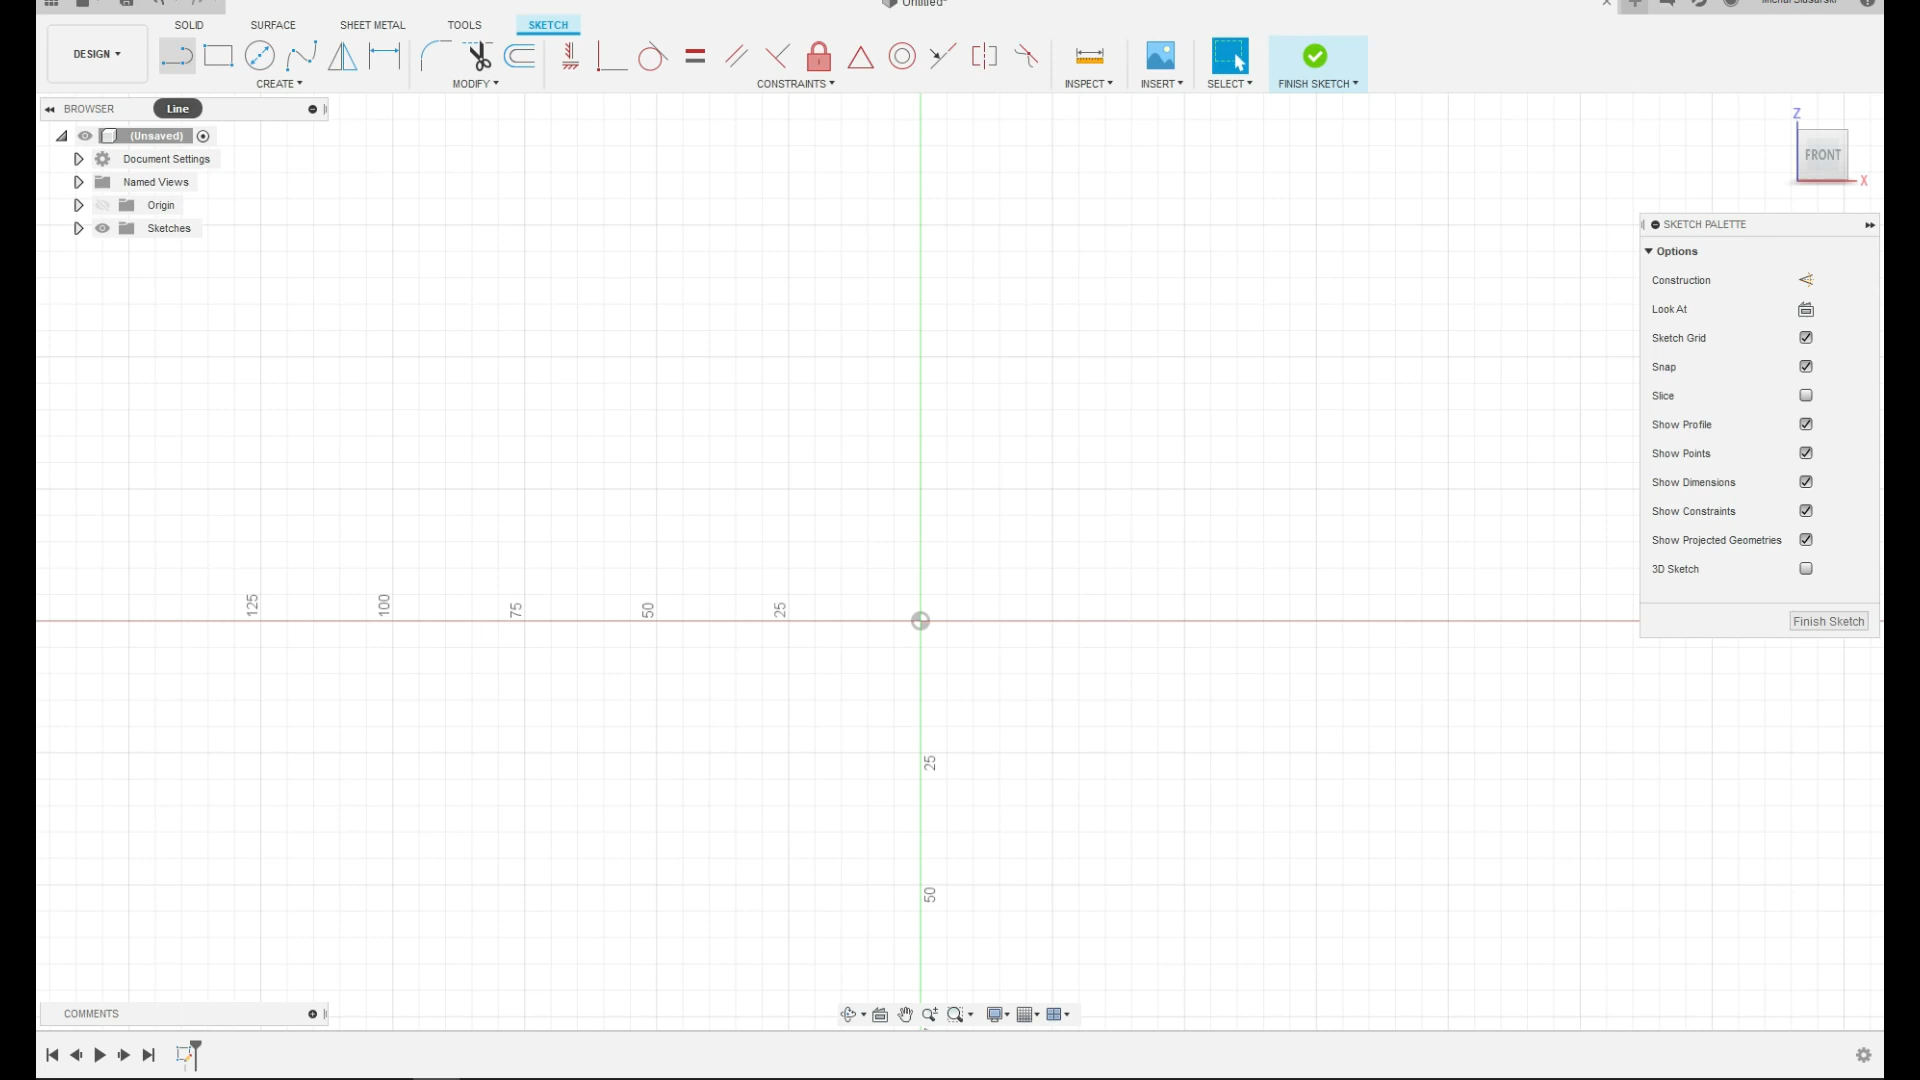 Untitled*
SOLID SURFACE SHEET METAL TOOLS SKETCH
DESIGN
CREATE MODIFY CONSTRAINTS INSPECT INSERT SELECT FINISH SKETCH
BROWSER Line
(Unsaved)
Document Settings
Named Views
Origin
Sketches
Z
FRONT
X
SKETCH PALETTE
Options
Construction
Look At
Sketch Grid
Snap
Slice
Show Profile
Show Points
Show Dimensions
Show Constraints
Show Projected Geometries
3D Sketch
Finish Sketch
125 100 75 50 25
25
50
COMMENTS